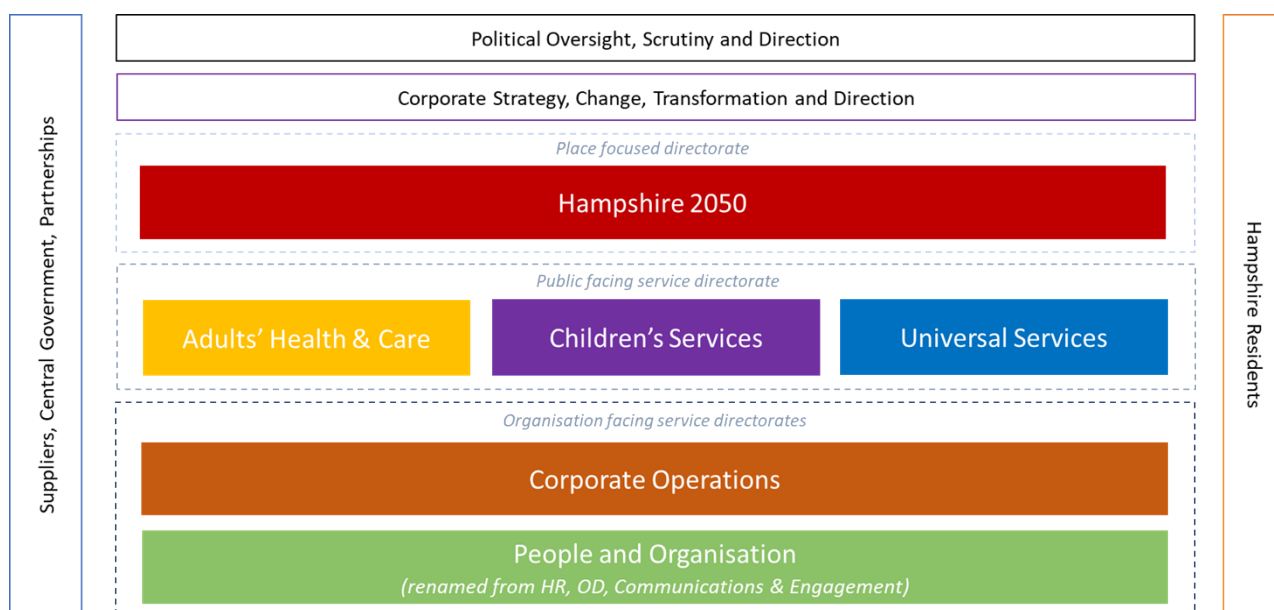 Suppliers, Central Government, Partnerships
Political Oversight, Scrutiny and Direction
Corporate Strategy, Change, Transformation and Direction
Place focused directorate
Hampshire 2050
Public facing service directorate
Adults’ Health & Care
Children’s Services
Universal Services
Organisation facing service directorates
Corporate Operations
People and Organisation
(renamed from HR, OD, Communications & Engagement)
Hampshire Residents